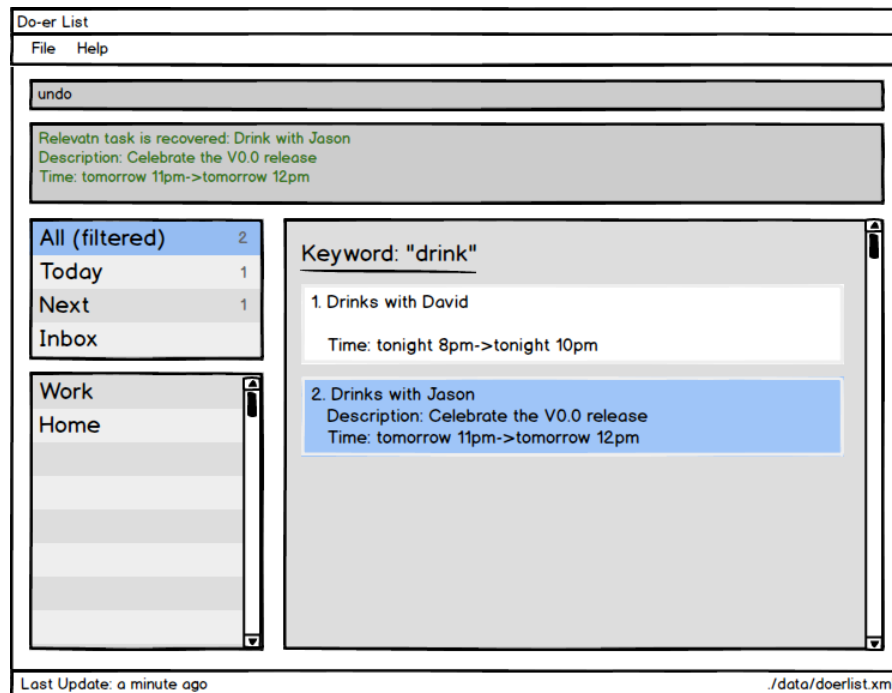 Do-er List
File Help
undo
Relevatn task is recovered: Drink with Jason
Description: Celebrate the V0.0 release
Time: tomorrow 11pm->tomorrow 12pm
All (filtered) 2
Today 1
Next 1
Inbox
Work
Home
Keyword: "drink"
1. Drinks with David
Time: tonight 8pm->tonight 10pm
2. Drinks with Jason
Description: Celebrate the V0.0 release
Time: tomorrow 11pm->tomorrow 12pm
Last Update: a minute ago
./data/doerlist.xm